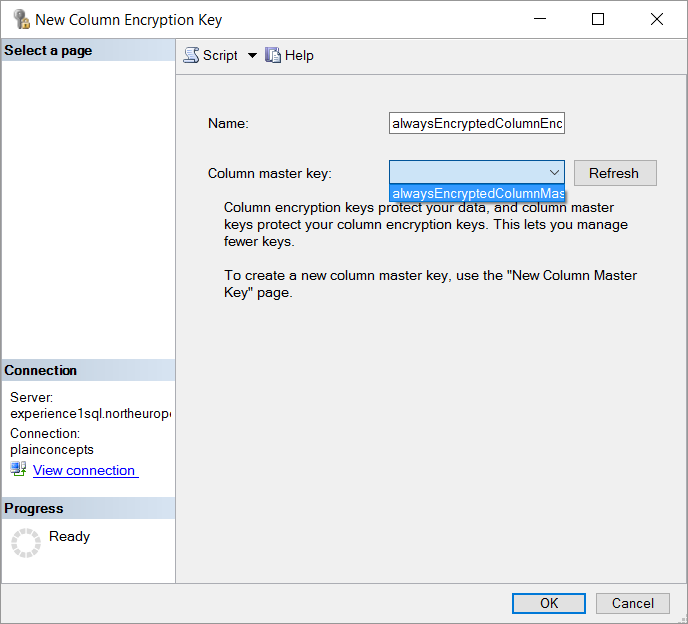 New Column Encryption Key
Select a page
Script
Help
Name:
alwaysEncryptedColumnEnc
Column master key:
Refresh
alwaysEncryptedColumnMas
Column encryption keys protect your data, and column master
keys protect your column encryption keys. This lets you manage
fewer keys.
To create a new column master key, use the "New Column Master
Key" page.
Connection
Server:
experience1sql.northeurope
Connection:
plainconcepts
View connection
Progress
Ready
OK
Cancel